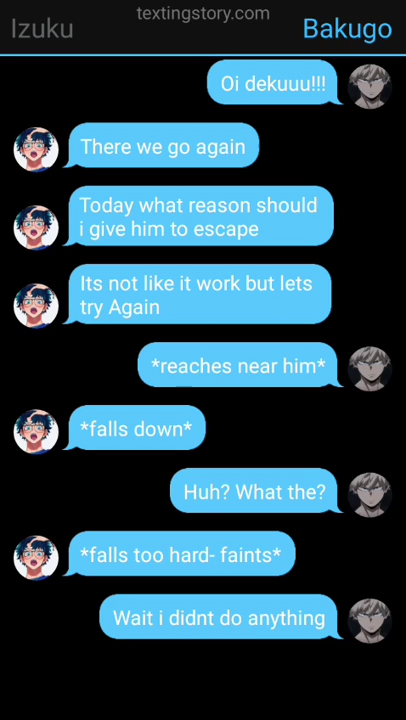 textingstory.com
Izuku
Bakugo
Oi dekuuu!!!
There we go again
Today what reason should
i give him to escape
Its not like it work but lets
try Again
*reaches near him*
*falls down*
Huh? What the?
*falls too hard- faints*
Wait i didnt do anything